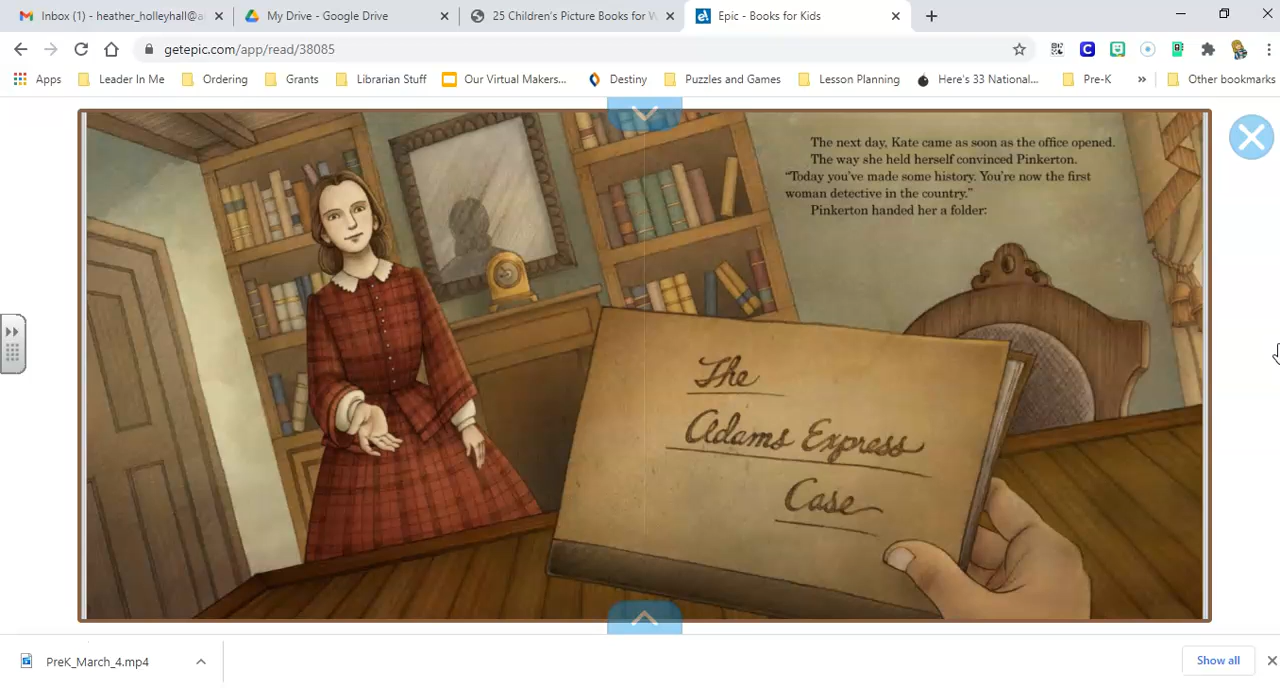 Inbox (1) - heather_holleyhall@a
My Drive - Google Drive
25 Children's Picture Books for W
Epic - Books for Kids
getepic.com/app/read/38085
Apps
Leader In Me
Ordering
Grants
Librarian Stuff
Our Virtual Makers...
Destiny
Puzzles and Games
Lesson Planning
Here's 33 National...
Pre-K
Other bookmarks
The next day, Kate came as soon as the office opened.
The way she held herself convinced Pinkerton.
“Today you’ve made some history. You’re now the first
woman detective in the country.”
Pinkerton handed her a folder:
The
Adams Express
Case
PreK_March_4.mp4
Show all